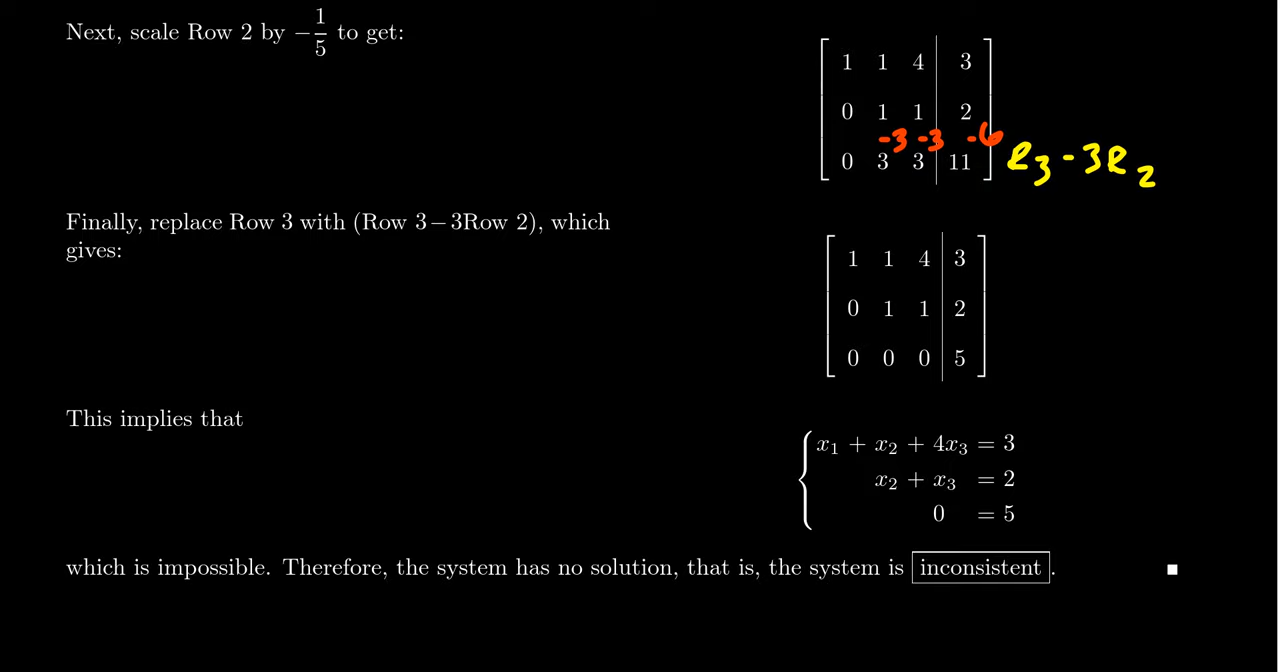 Next, scale Row 2 by −1/5 to get:
1 1 4 | 3
0 1 1 | 2
-3 -3 -6
0 3 3 | 11 R3 - 3R2
Finally, replace Row 3 with (Row 3−3Row 2), which
gives:
1 1 4 | 3
0 1 1 | 2
0 0 0 | 5
This implies that
x₁ + x₂ + 4x₃ = 3
x₂ + x₃ = 2
0 = 5
which is impossible. Therefore, the system has no solution, that is, the system is inconsistent.